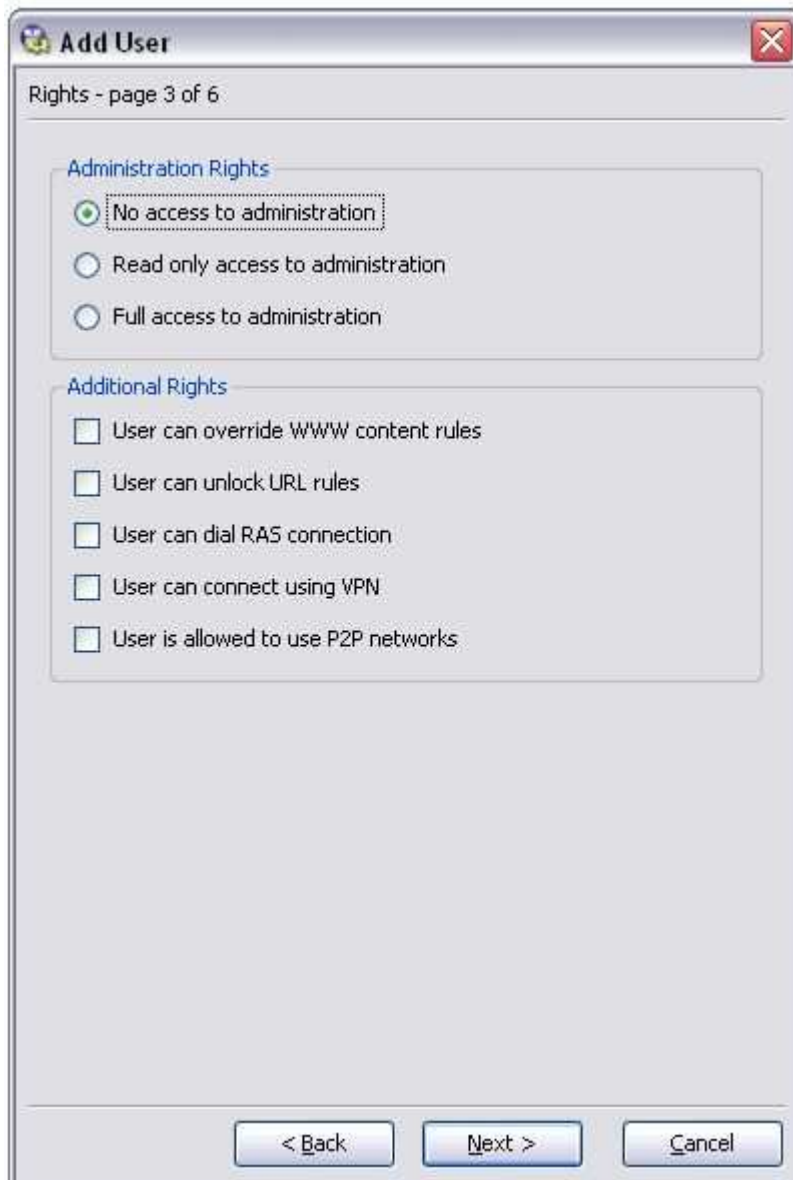 Add User
Rights - page 3 of 6
Administration Rights
No access to administration
Read only access to administration
Full access to administration
Additional Rights
User can override WWW content rules
User can unlock URL rules
User can dial RAS connection
User can connect using VPN
User is allowed to use P2P networks
< Back
Next >
Cancel